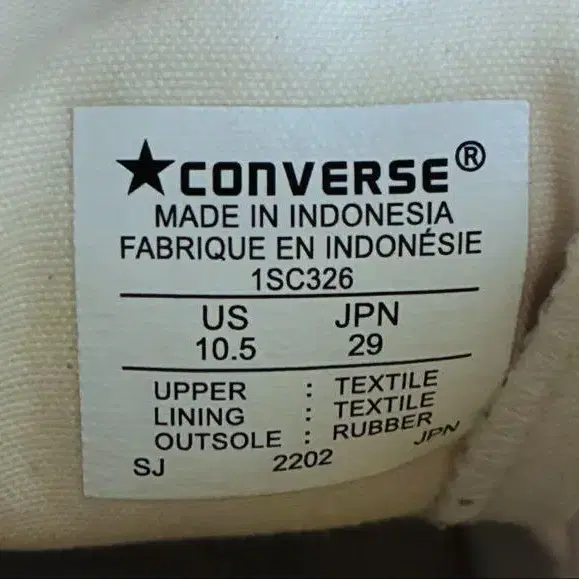 ★CONVERSE®
MADE IN INDONESIA
FABRIQUE EN INDONÉSIE
1SC326
US JPN
10.5 29
UPPER : TEXTILE
LINING : TEXTILE
OUTSOLE : RUBBER
SJ 2202 JPN